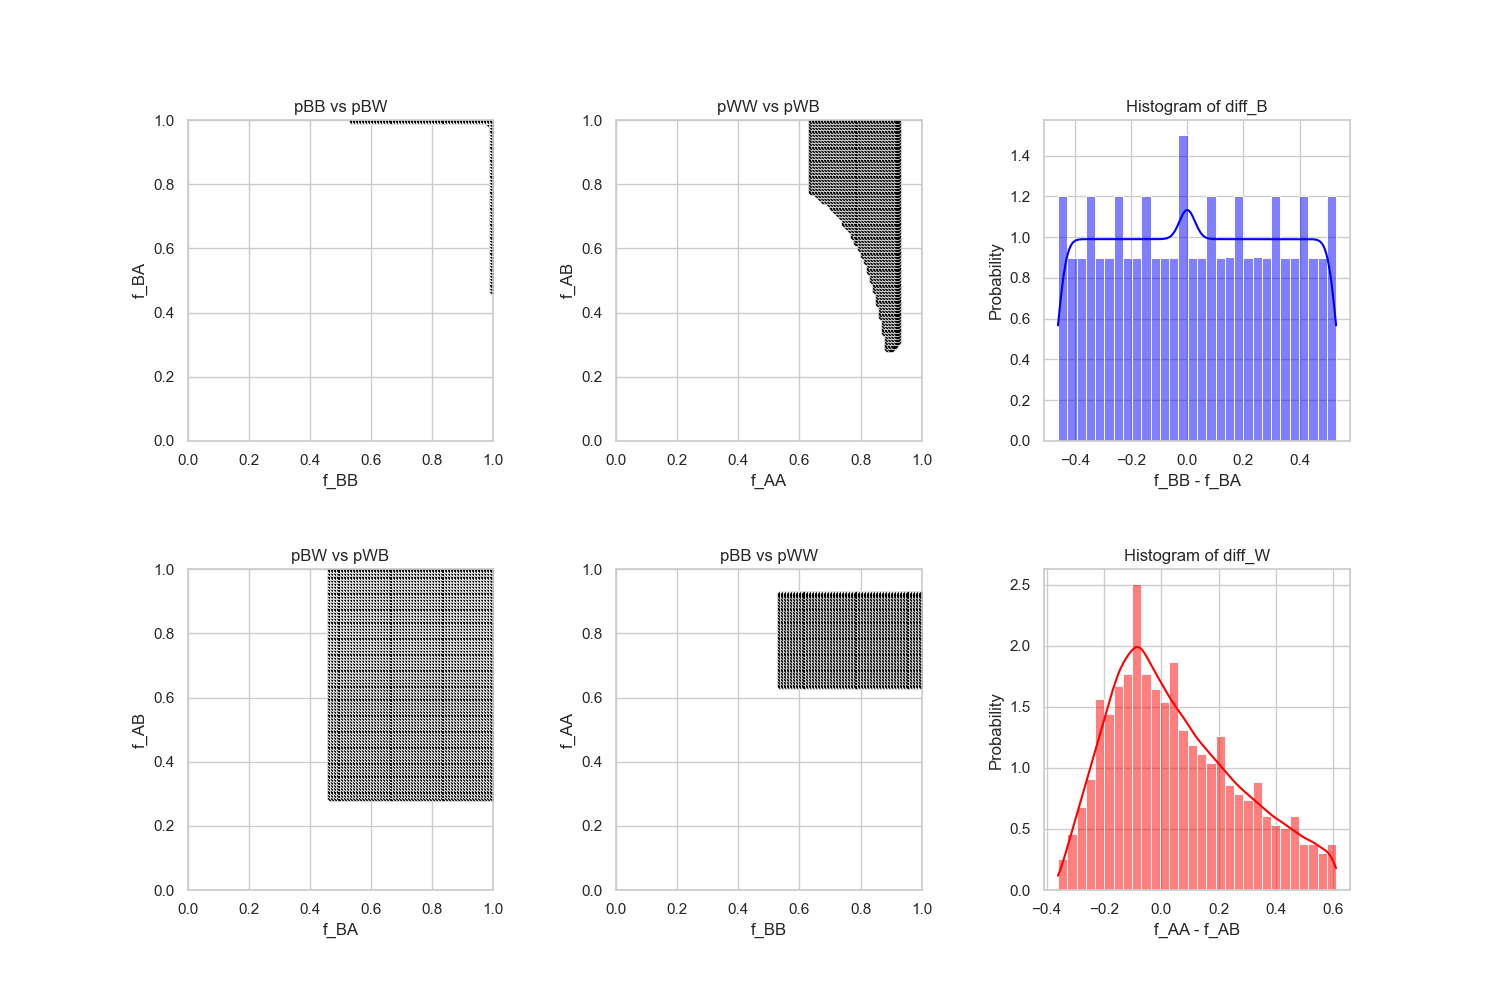 pBB vs pBW
1.0
0.8
0.6
0.4
0.2
0.0
f_BA
0.0 0.2 0.4 0.6 0.8 1.0
f_BB
pWW vs pWB
1.0
0.8
0.6
0.4
0.2
0.0
f_AB
0.0 0.2 0.4 0.6 0.8 1.0
f_AA
Histogram of diff_B
1.4
1.2
1.0
0.8
0.6
0.4
0.2
0.0
Probability
−0.4 −0.2 0.0 0.2 0.4
f_BB - f_BA
pBW vs pWB
1.0
0.8
0.6
0.4
0.2
0.0
f_AB
0.0 0.2 0.4 0.6 0.8 1.0
f_BA
pBB vs pWW
1.0
0.8
0.6
0.4
0.2
0.0
f_AA
0.0 0.2 0.4 0.6 0.8 1.0
f_BB
Histogram of diff_W
2.5
2.0
1.5
1.0
0.5
0.0
Probability
−0.4 −0.2 0.0 0.2 0.4 0.6
f_AA - f_AB